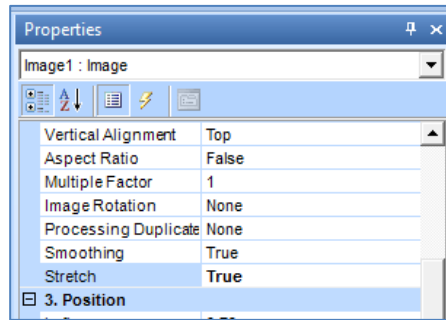 Properties
Image1 : Image
Vertical Alignment Top
Aspect Ratio False
Multiple Factor 1
Image Rotation None
Processing Duplicate None
Smoothing True
Stretch True
3. Position